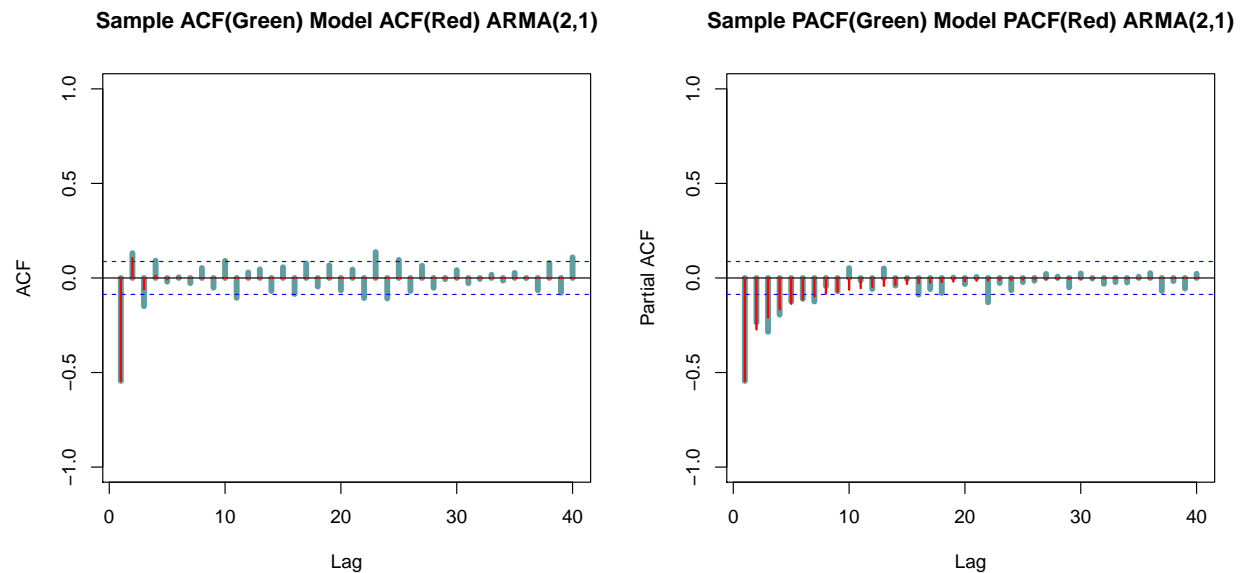 Sample ACF(Green) Model ACF(Red) ARMA(2,1)
ACF
1.0
0.5
0.0
−0.5
−1.0
0 10 20 30 40
Lag
Sample PACF(Green) Model PACF(Red) ARMA(2,1)
Partial ACF
1.0
0.5
0.0
−0.5
−1.0
0 10 20 30 40
Lag